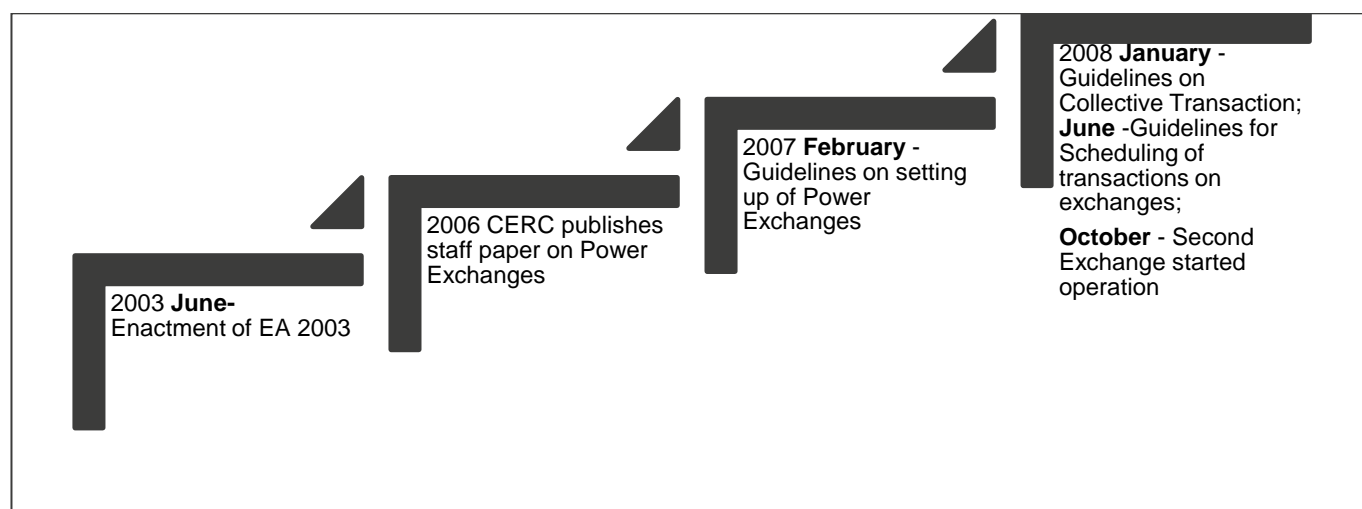 2003 June-
Enactment of EA 2003
2006 CERC publishes
staff paper on Power
Exchanges
2007 February -
Guidelines on setting
up of Power
Exchanges
2008 January -
Guidelines on
Collective Transaction;
June -Guidelines for
Scheduling of
transactions on
exchanges;
October - Second
Exchange started
operation